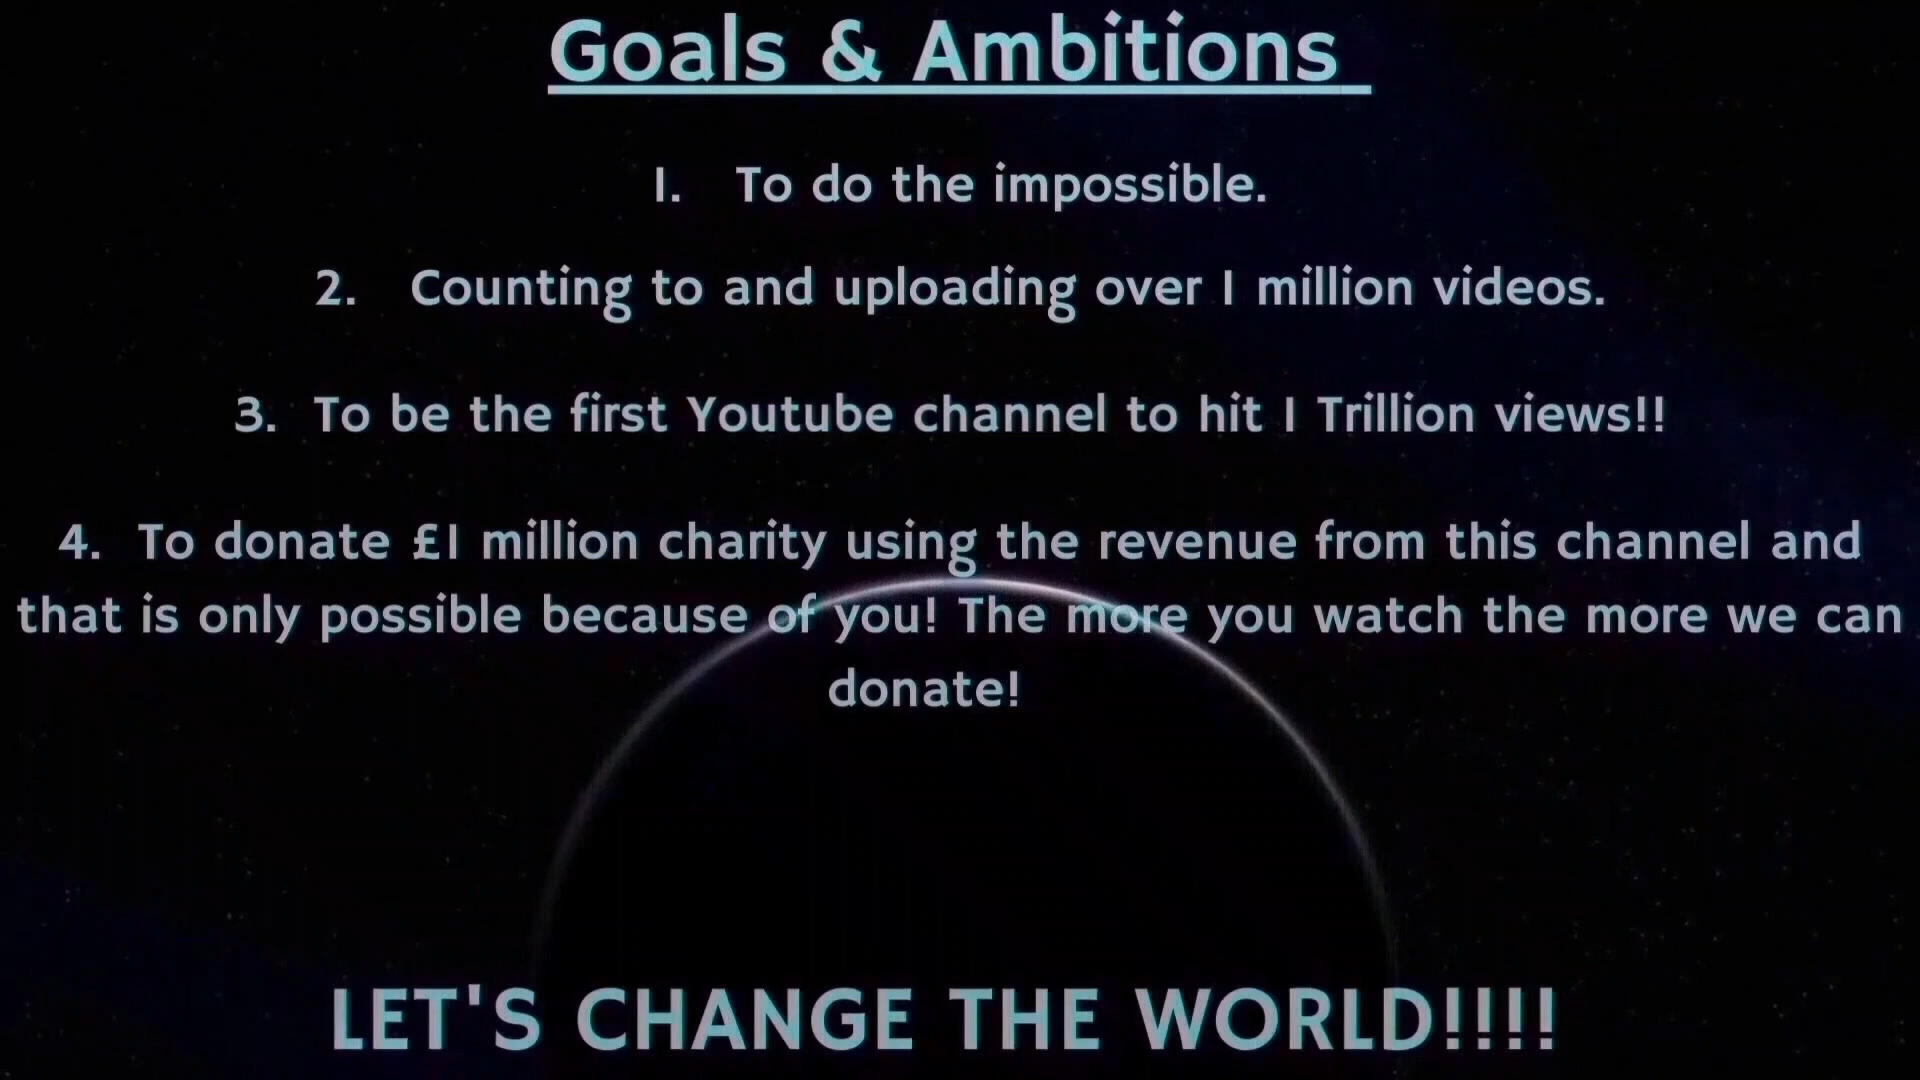 Goals & Ambitions
1. To do the impossible.
2. Counting to and uploading over 1 million videos.
3. To be the first Youtube channel to hit 1 Trillion views!!
4. To donate £1 million charity using the revenue from this channel and
that is only possible because of you! The more you watch the more we can
donate!
LET'S CHANGE THE WORLD!!!!